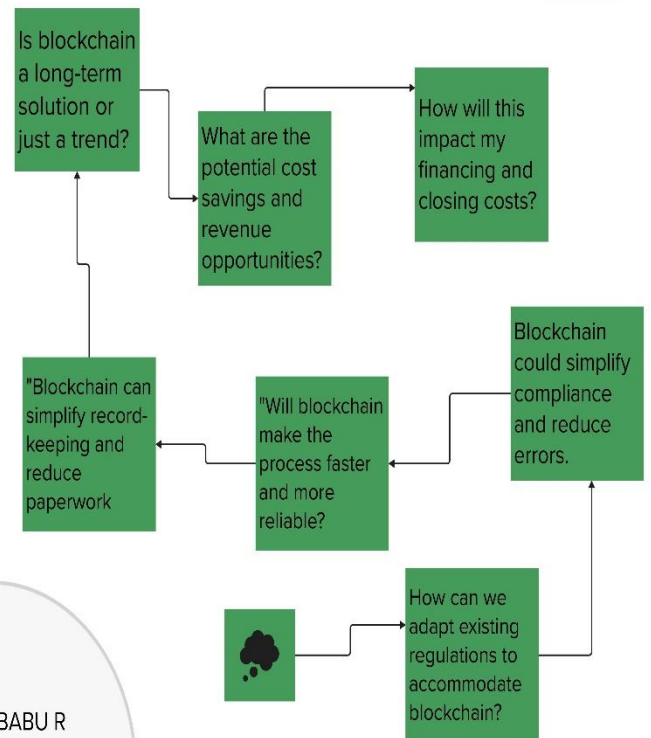 Is blockchain
a long-term
solution or
just a trend?
What are the
potential cost
savings and
revenue
opportunities?
How will this
impact my
financing and
closing costs?
Blockchain
could simplify
compliance
and reduce
errors.
"Will blockchain
make the
process faster
and more
reliable?
"Blockchain can
simplify record-
keeping and
reduce
paperwork
How can we
adapt existing
regulations to
accommodate
blockchain?
BABU R